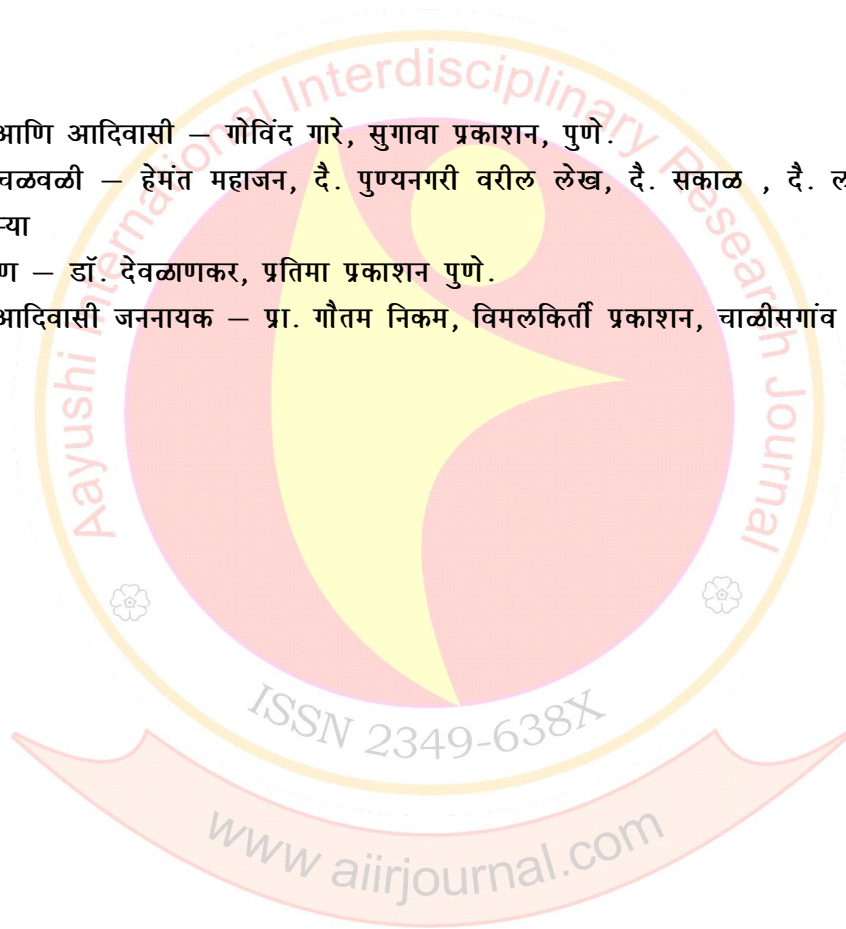 आणि आदिवासी – गोविंद गारे, सुगावा प्रकाशन, पुणे.
चळवळी – हेमंत महाजन, दै. पुण्यनगरी वरील लेख, दै. सकाळ , दै. ल
ऱ्या
ण – डॉ. देवळाणकर, प्रतिमा प्रकाशन पुणे.
आदिवासी जननायक – प्रा. गौतम निकम, विमलकिर्ती प्रकाशन, चाळीसगांव
Aayushi International Interdisciplinary Research Journal
ISSN 2349-638X
www aiirjournal.com